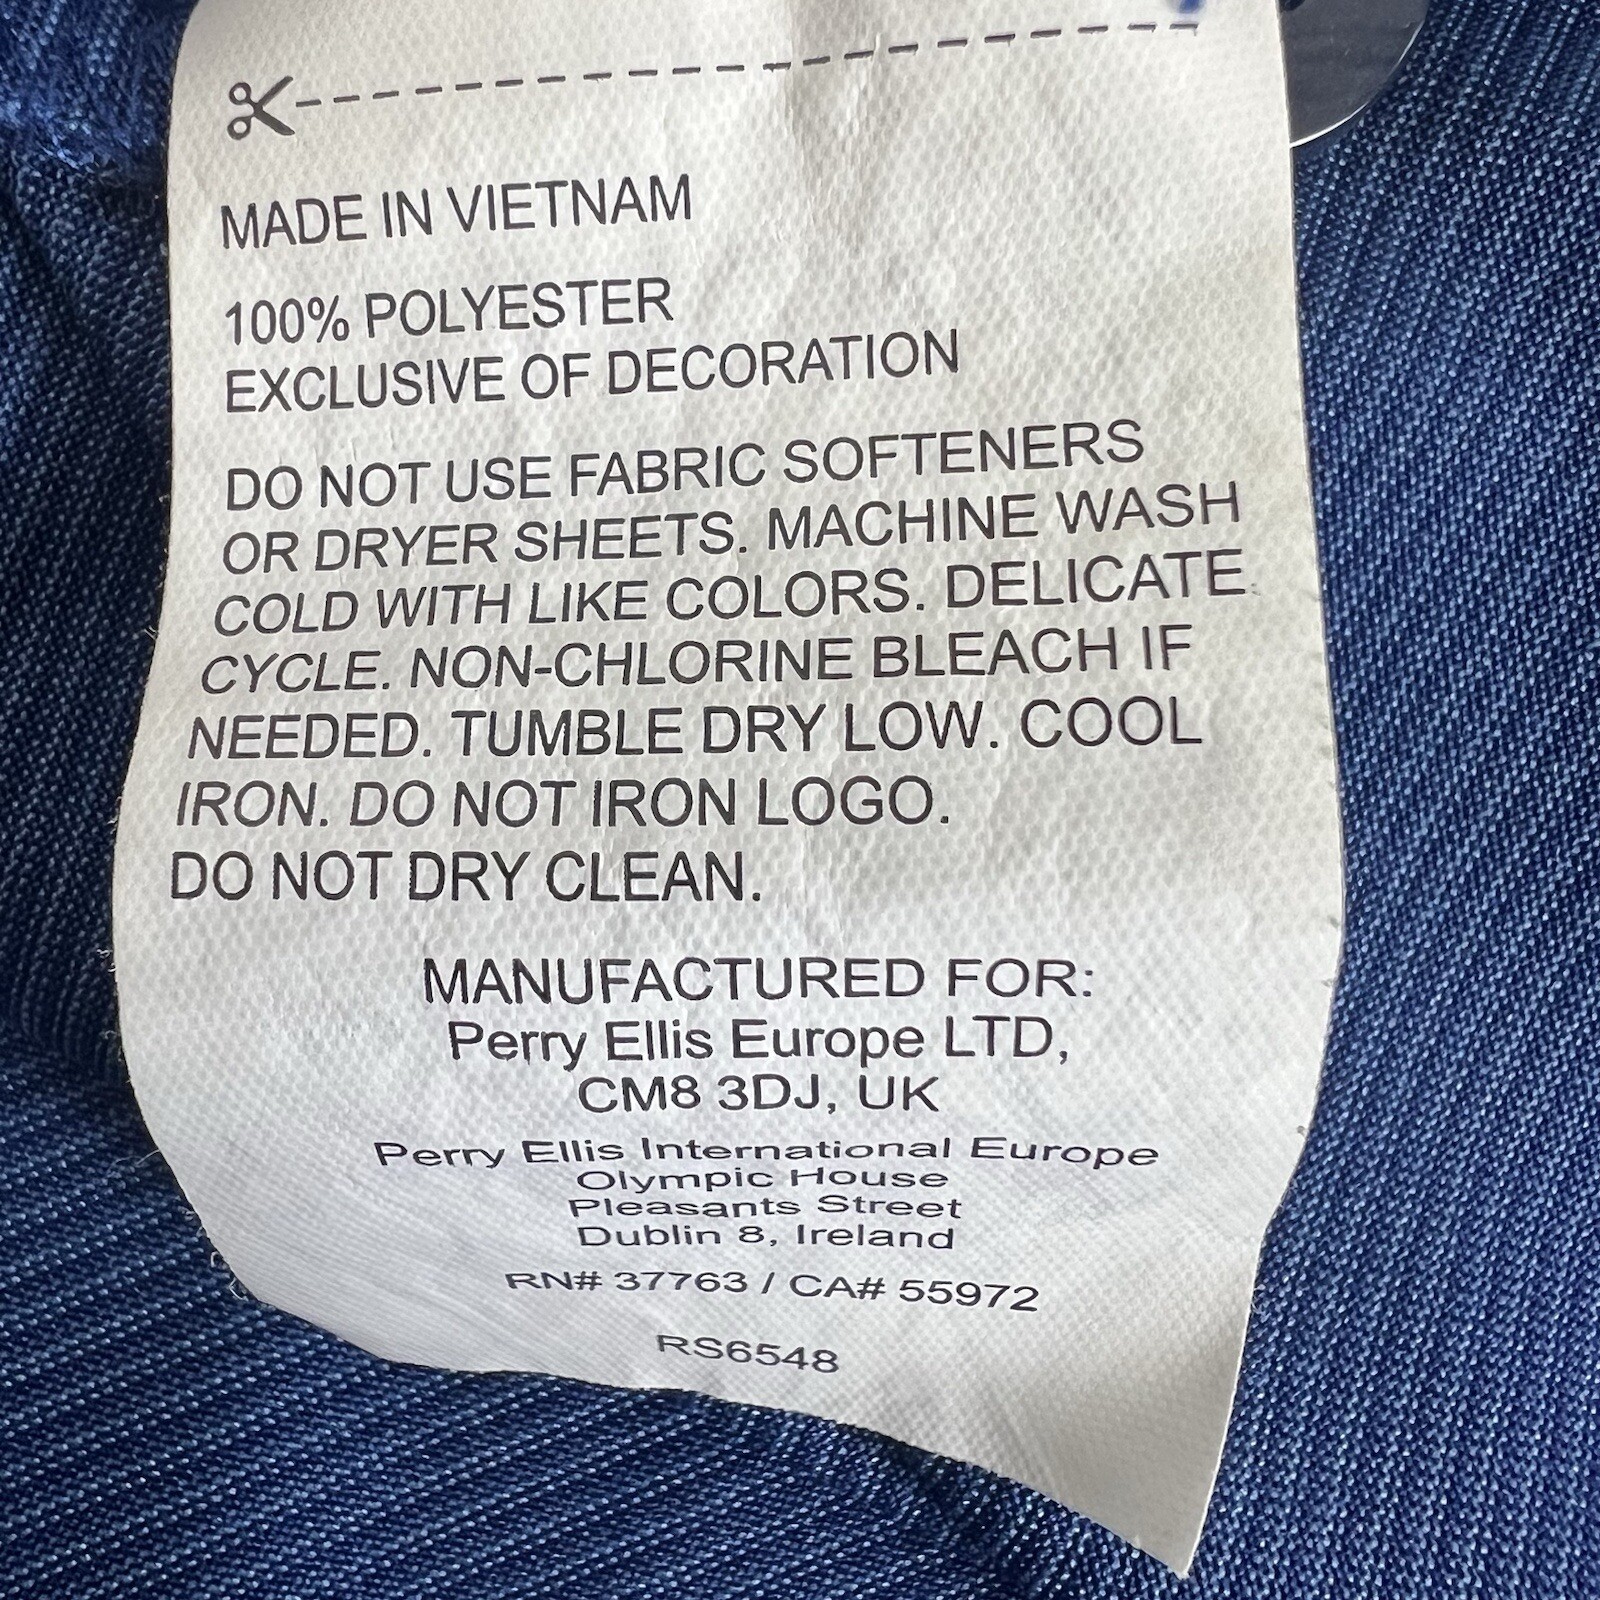 MADE IN VIETNAM
100% POLYESTER
EXCLUSIVE OF DECORATION
DO NOT USE FABRIC SOFTENERS
OR DRYER SHEETS. MACHINE WASH
COLD WITH LIKE COLORS. DELICATE
CYCLE. NON-CHLORINE BLEACH IF
NEEDED. TUMBLE DRY LOW. COOL
IRON. DO NOT IRON LOGO.
DO NOT DRY CLEAN.
MANUFACTURED FOR:
Perry Ellis Europe LTD,
CM8 3DJ, UK
Perry Ellis International Europe
Olympic House
Pleasants Street
Dublin 8, Ireland
RN# 37763 / CA# 55972
RS6548